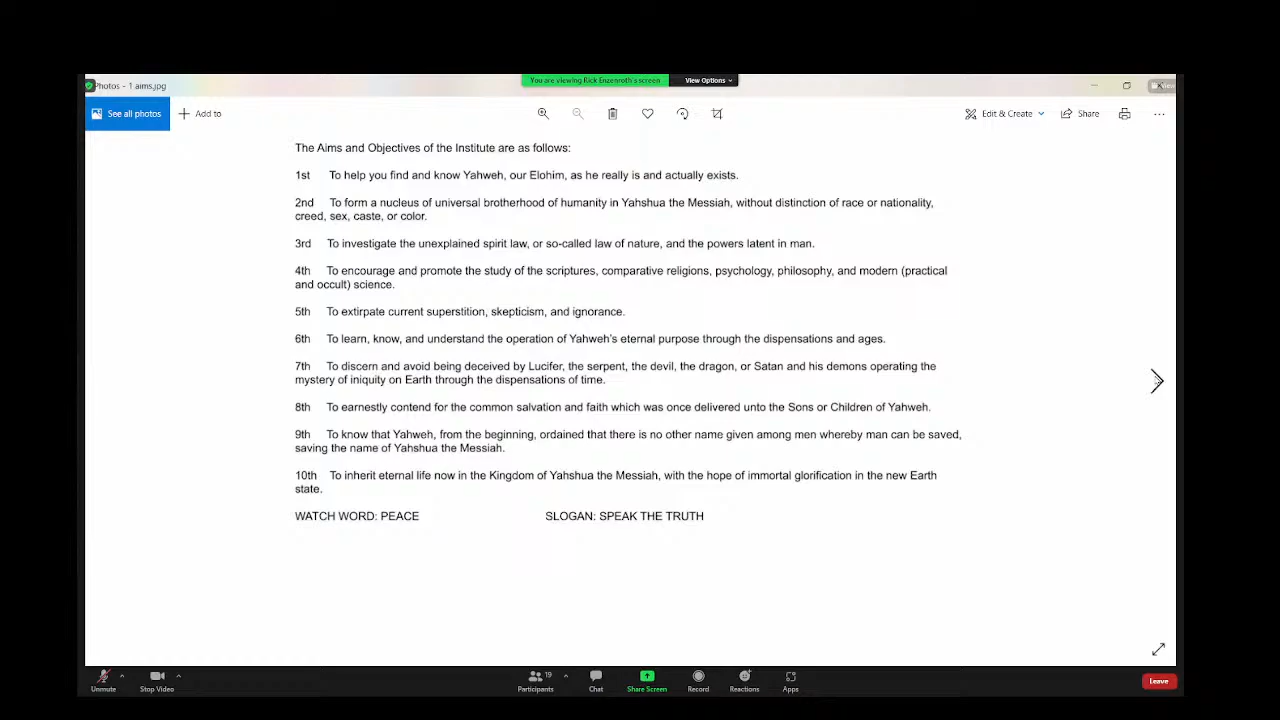 Photos - 1 aims.jpg
You are viewing Rick Enzenroth's screen
View Options
See all photos
Add to
Edit & Create
Share
The Aims and Objectives of the Institute are as follows:
1st To help you find and know Yahweh, our Elohim, as he really is and actually exists.
2nd To form a nucleus of universal brotherhood of humanity in Yahshua the Messiah, without distinction of race or nationality,
creed, sex, caste, or color.
3rd To investigate the unexplained spirit law, or so-called law of nature, and the powers latent in man.
4th To encourage and promote the study of the scriptures, comparative religions, psychology, philosophy, and modern (practical
and occult) science.
5th To extirpate current superstition, skepticism, and ignorance.
6th To learn, know, and understand the operation of Yahweh's eternal purpose through the dispensations and ages.
7th To discern and avoid being deceived by Lucifer, the serpent, the devil, the dragon, or Satan and his demons operating the
mystery of iniquity on Earth through the dispensations of time.
8th To earnestly contend for the common salvation and faith which was once delivered unto the Sons or Children of Yahweh.
9th To know that Yahweh, from the beginning, ordained that there is no other name given among men whereby man can be saved,
saving the name of Yahshua the Messiah.
10th To inherit eternal life now in the Kingdom of Yahshua the Messiah, with the hope of immortal glorification in the new Earth
state.
WATCH WORD: PEACE SLOGAN: SPEAK THE TRUTH
Unmute
Stop Video
Participants 19
Chat
Share Screen
Record
Reactions
Apps
Leave